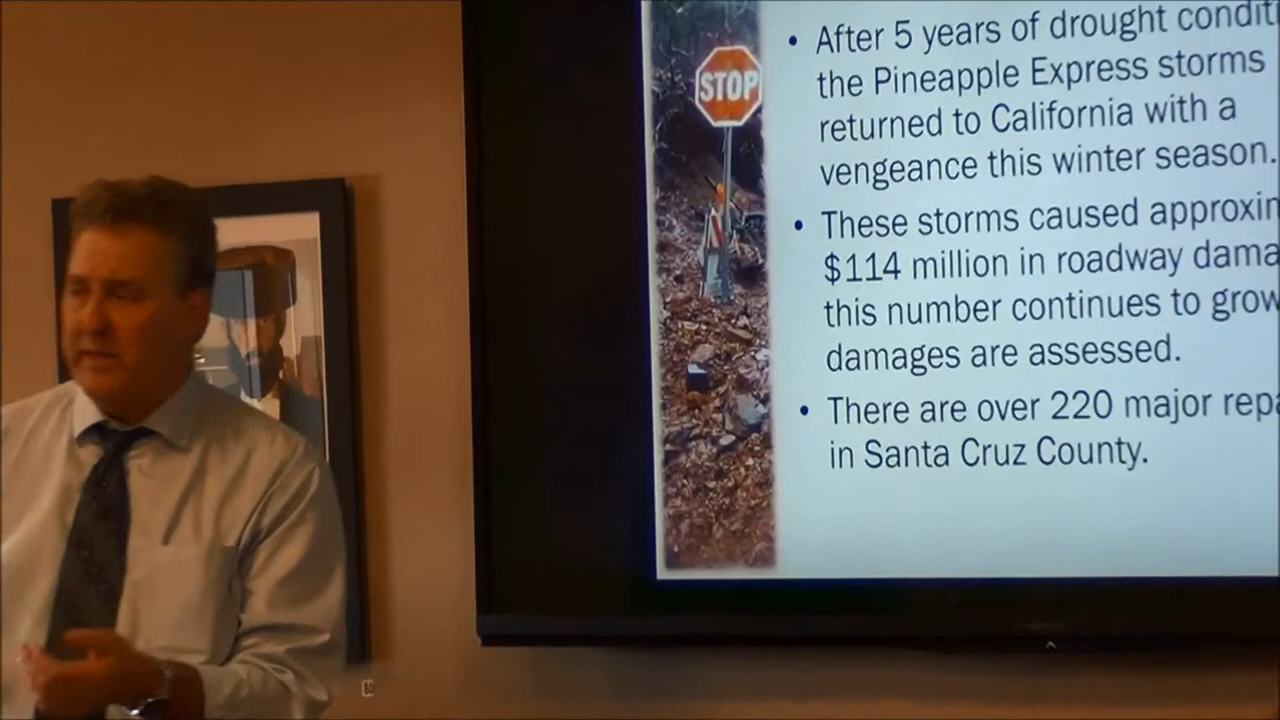 STOP
• After 5 years of drought condit
the Pineapple Express storms
returned to California with a
vengeance this winter season.
• These storms caused approxin
$114 million in roadway dama
this number continues to grow
damages are assessed.
• There are over 220 major repa
in Santa Cruz County.